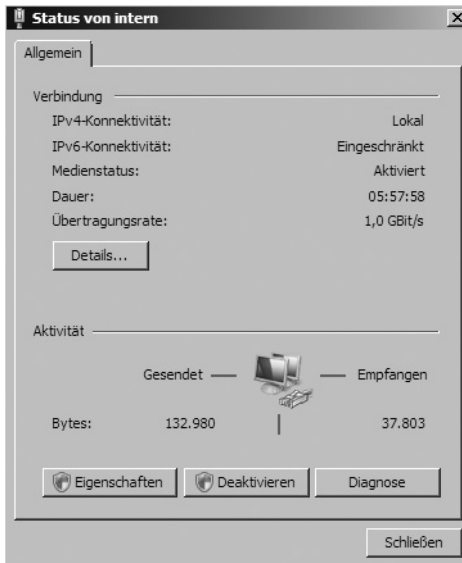 Status von intern
Allgemein
Verbindung
IPv4-Konnektivität: Lokal
IPv6-Konnektivität: Eingeschränkt
Medienstatus: Aktiviert
Dauer: 05:57:58
Übertragungsrate: 1,0 GBit/s
Details...
Aktivität
Gesendet Empfangen
Bytes: 132.980 37.803
Eigenschaften Deaktivieren Diagnose
Schließen